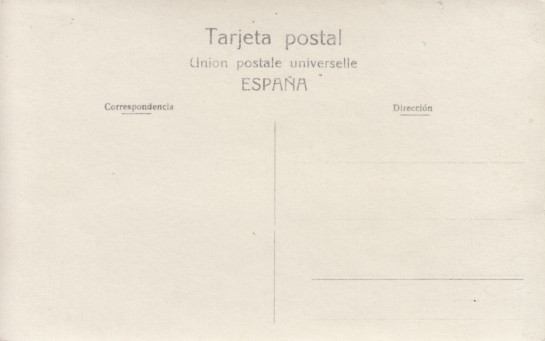 Tarjeta postal
Union postale universelle
ESPAÑA
Correspondencia
Dirección